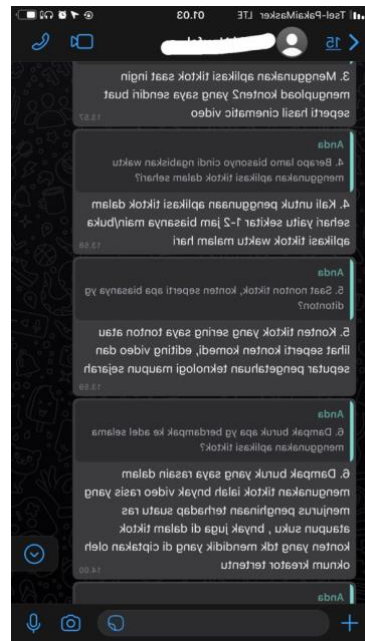 Tsel-PakaiMasker LTE 01.03
15
3. Menggunakan aplikasi tiktok saat ingin
mengupload konten2 yang saya sendiri buat
seperti hasil cinematic video
13.57
Anda
4. Berapo lamo biasonyo cindi ngabiskan waktu
menggunakan aplikasi tiktok dalam sehari?
4. Kali untuk penggunaan aplikasi tiktok dalam
sehari yaitu sekitar 1-2 jam biasanya main/buka
aplikasi tiktok waktu malam hari
13.58
Anda
5. Saat nonton tiktok, konten seperti apa biasanya yg
ditonton?
5. Konten tiktok yang sering saya tonton atau
lihat seperti konten komedi, editing video dan
seputar pengetahuan teknologi maupun sejarah
13.59
Anda
6. Dampak buruk apa yg berdampak ke adel selama
menggunakan aplikasi tiktok?
6. Dampak buruk yang saya rasain dalam
mengunakan tiktok ialah bnyak video rasis yang
menjurus penghinaan terhadap suatu ras
ataupun suku , bnyak juga di dalam tiktok
konten yang tdk mendidik yang di ciptakan oleh
oknum kreator tertentu
14.00
Anda